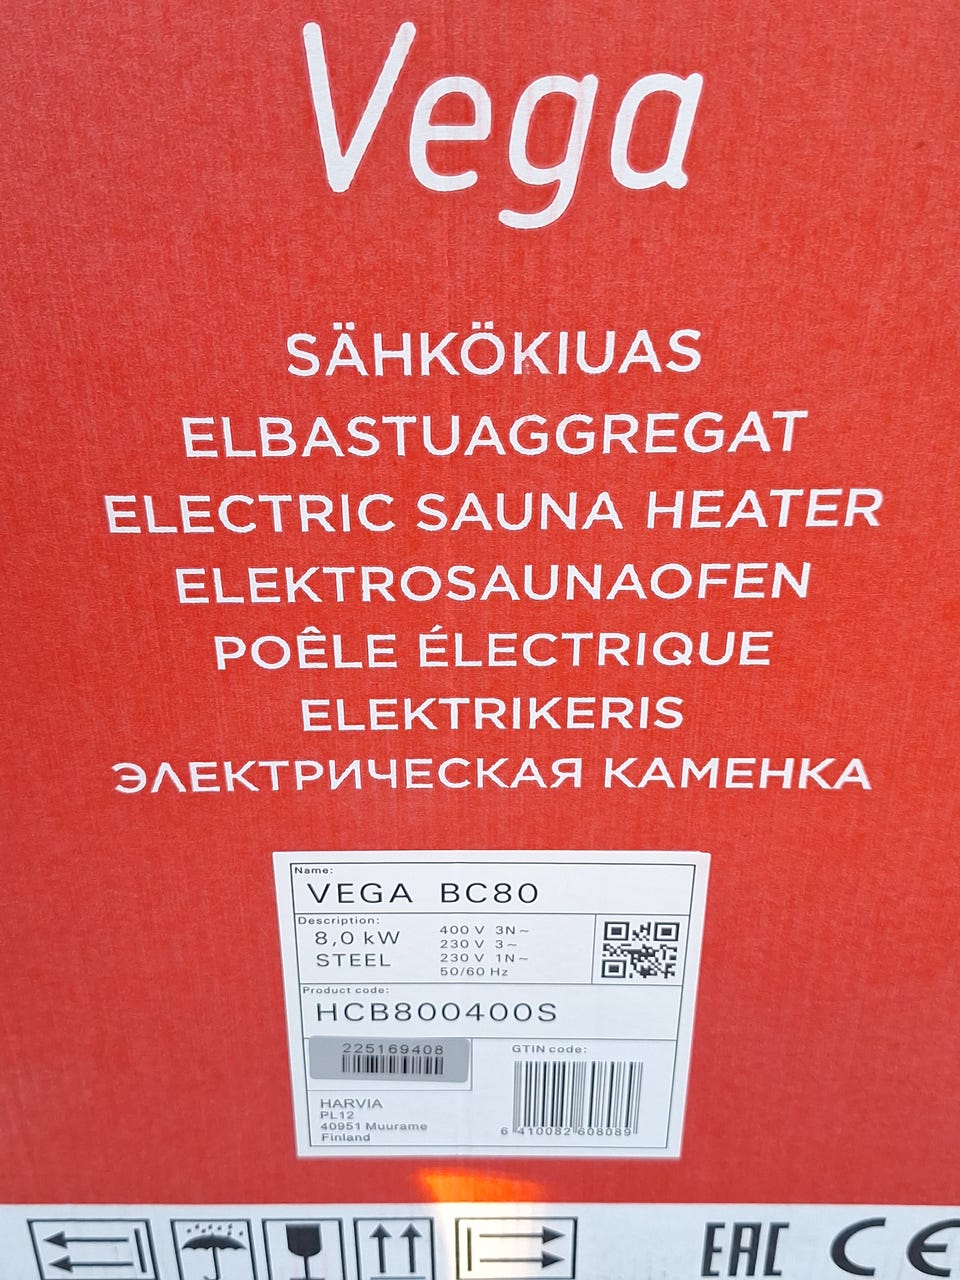 Vega
SÄHKÖKIUAS
ELBASTUAGGREGAT
ELECTRIC SAUNA HEATER
ELEKTROSAUNAOFEN
POÊLE ÉLECTRIQUE
ELEKTRIKERIS
ЭЛЕКТРИЧЕСКАЯ КАМЕНКА
Name:
VEGA BC80
Description:
8,0 kW
STEEL
400 V 3N~
230 V 3~
230 V 1N~
50/60 Hz
Product code:
HCB800400S
225169408
GTIN code:
6 410082 608089
HARVIA
PL12
40951 Muurame
Finland
EAC CE